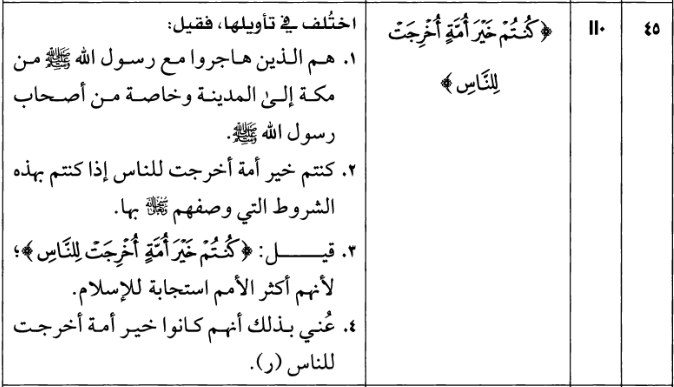 ٤٥
١١٠
﴿كُنتُمْ خَيْرَ أُمَّةٍ أُخْرِجَتْ
لِلنَّاسِ﴾
اختُلف في تأويلها، فقيل:
١. هم الذين هاجروا مع رسول الله ﷺ من
مكة إلىٰ المدينة وخاصة من أصحاب
رسول الله ﷺ.
٢. كنتم خير أمة أخرجت للناس إذا كنتم بهذه
الشروط التي وصفهم ﷻ بها.
٣. قيل: ﴿كُنتُمْ خَيْرَ أُمَّةٍ أُخْرِجَتْ لِلنَّاسِ﴾؛
لأنهم أكثر الأمم استجابة للإسلام.
٤. عُني بذلك أنهم كانوا خير أمة أخرجت
للناس (ر).